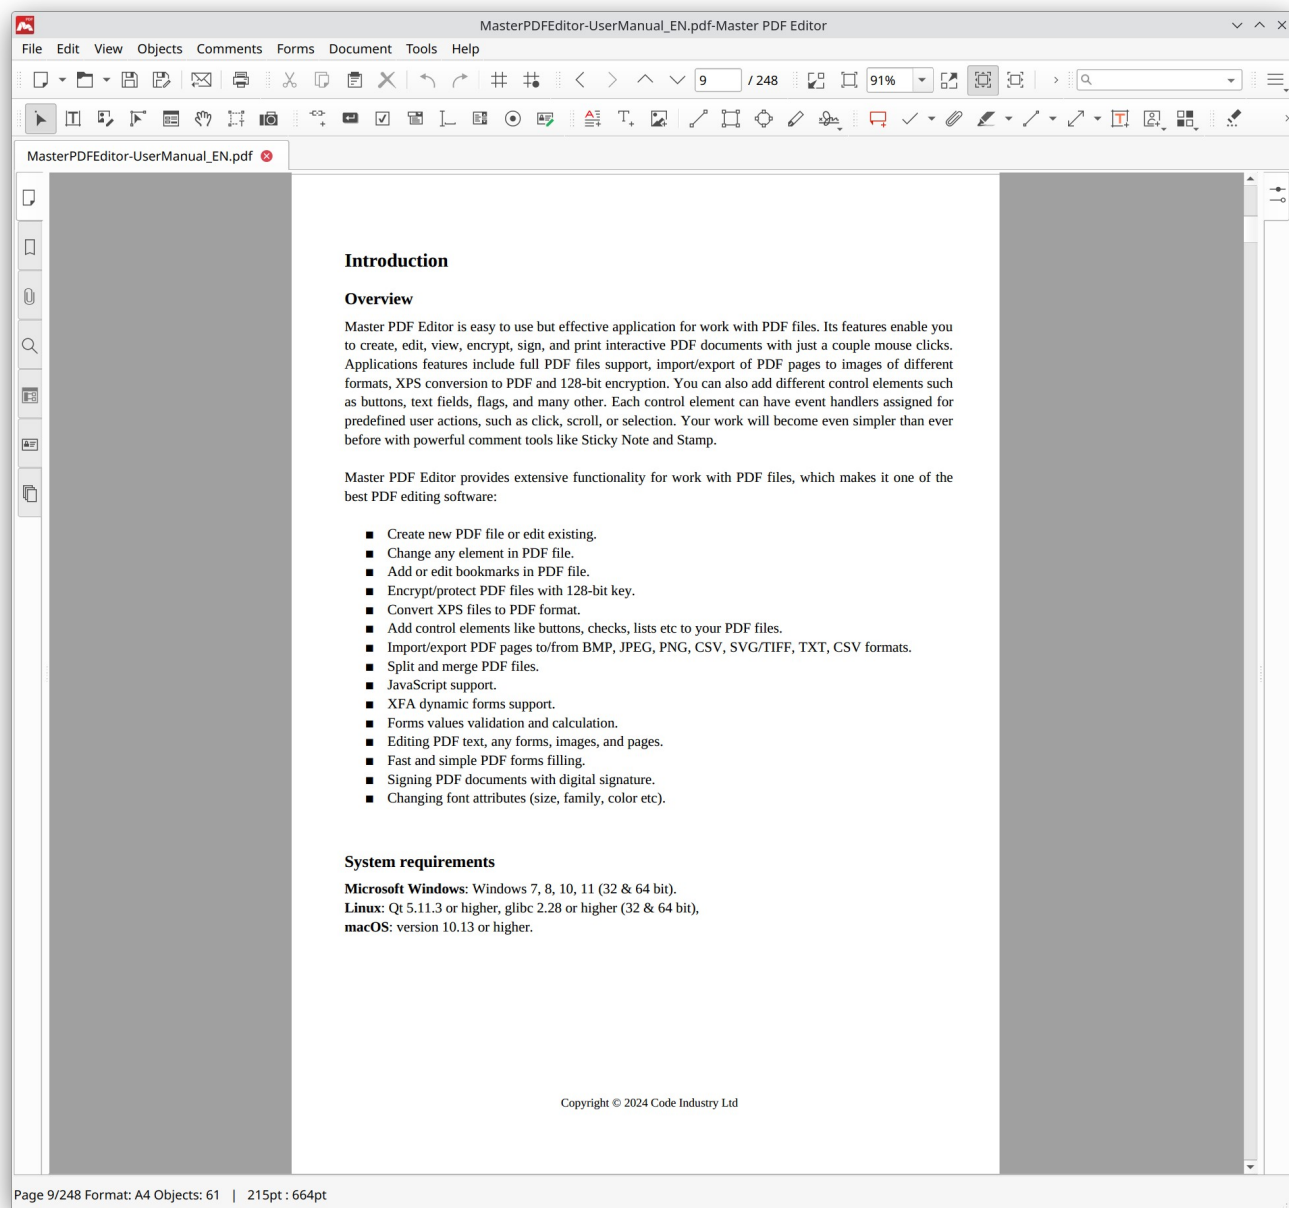 MasterPDFEditor-UserManual_EN.pdf-Master PDF Editor
File Edit View Objects Comments Forms Document Tools Help
9 / 248 91%
MasterPDFEditor-UserManual_EN.pdf
Introduction
Overview
Master PDF Editor is easy to use but effective application for work with PDF files. Its features enable you
to create, edit, view, encrypt, sign, and print interactive PDF documents with just a couple mouse clicks.
Applications features include full PDF files support, import/export of PDF pages to images of different
formats, XPS conversion to PDF and 128-bit encryption. You can also add different control elements such
as buttons, text fields, flags, and many other. Each control element can have event handlers assigned for
predefined user actions, such as click, scroll, or selection. Your work will become even simpler than ever
before with powerful comment tools like Sticky Note and Stamp.
Master PDF Editor provides extensive functionality for work with PDF files, which makes it one of the
best PDF editing software:
■ Create new PDF file or edit existing.
■ Change any element in PDF file.
■ Add or edit bookmarks in PDF file.
■ Encrypt/protect PDF files with 128-bit key.
■ Convert XPS files to PDF format.
■ Add control elements like buttons, checks, lists etc to your PDF files.
■ Import/export PDF pages to/from BMP, JPEG, PNG, CSV, SVG/TIFF, TXT, CSV formats.
■ Split and merge PDF files.
■ JavaScript support.
■ XFA dynamic forms support.
■ Forms values validation and calculation.
■ Editing PDF text, any forms, images, and pages.
■ Fast and simple PDF forms filling.
■ Signing PDF documents with digital signature.
■ Changing font attributes (size, family, color etc).
System requirements
Microsoft Windows: Windows 7, 8, 10, 11 (32 & 64 bit).
Linux: Qt 5.11.3 or higher, glibc 2.28 or higher (32 & 64 bit),
macOS: version 10.13 or higher.
Copyright © 2024 Code Industry Ltd
Page 9/248 Format: A4 Objects: 61 | 215pt : 664pt